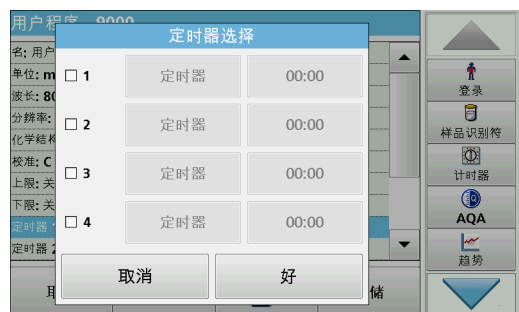 用户程序 9000
定时器选择
名: 用户
单位: m
波长: 80
分辨率:
化学结构
校准: C
上限: 关
下限: 关
定时器
定时器 2
1 定时器 00:00
2 定时器 00:00
3 定时器 00:00
4 定时器 00:00
取消 好
储
登录
样品识别符
计时器
AQA
趋势